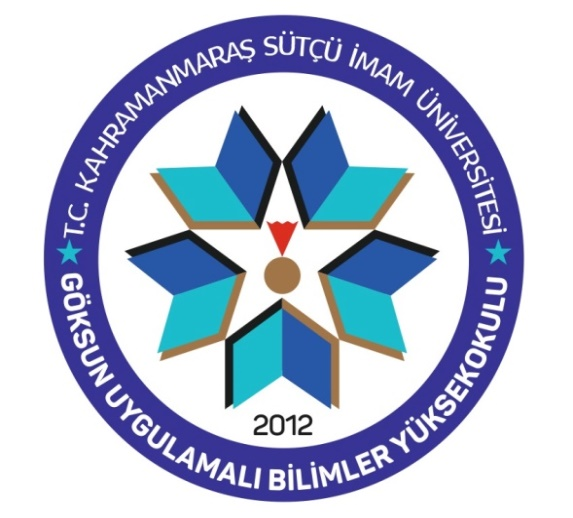 T.C. KAHRAMANMARAŞ SÜTÇÜ İMAM ÜNİVERSİTESİ
2012
GÖKSUN UYGULAMALI BİLİMLER YÜKSEKOKULU